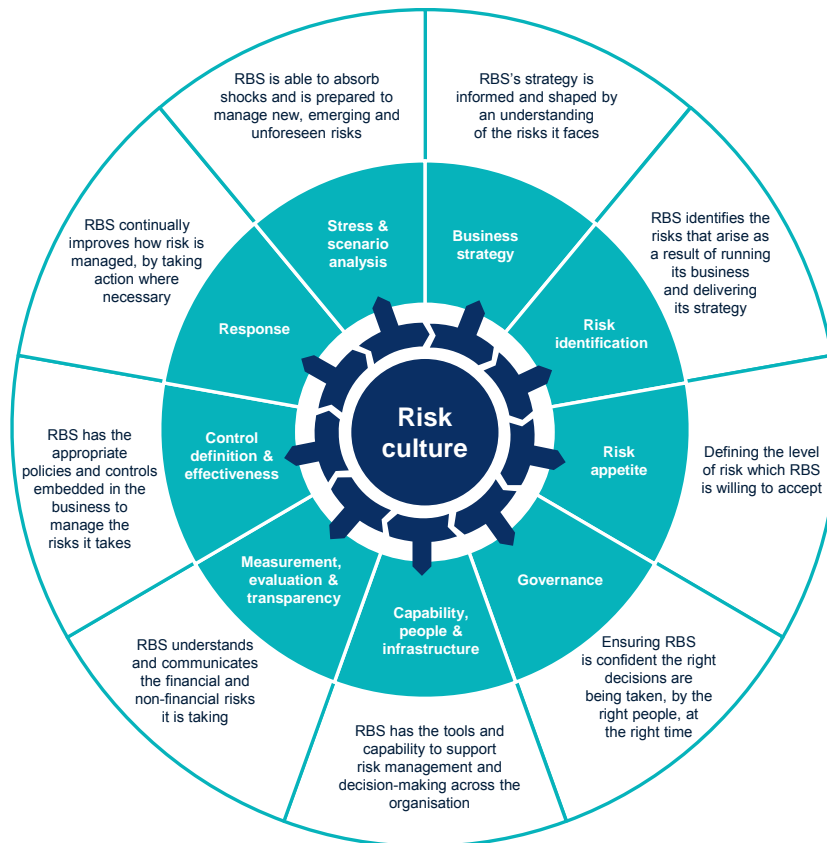 RBS is able to absorb
shocks and is prepared to
manage new, emerging and
unforeseen risks
RBS's strategy is
informed and shaped by
an understanding
of the risks it faces
RBS continually
improves how risk is
managed, by taking
action where
necessary
Stress &
scenario
analysis
Business
strategy
RBS identifies the
risks that arise as
a result of running
its business
and delivering
its strategy
Response
Risk
identification
Risk
culture
RBS has the
appropriate
policies and controls
embedded in the
business to
manage the
risks it takes
Control
definition &
effectiveness
Risk
appetite
Defining the level
of risk which RBS
is willing to accept
Measurement,
evaluation &
transparency
Capability,
people &
infrastructure
Governance
RBS understands
and communicates
the financial and
non-financial risks
it is taking
RBS has the tools and
capability to support
risk management and
decision-making across the
organisation
Ensuring RBS
is confident the right
decisions are
being taken, by the
right people, at
the right time